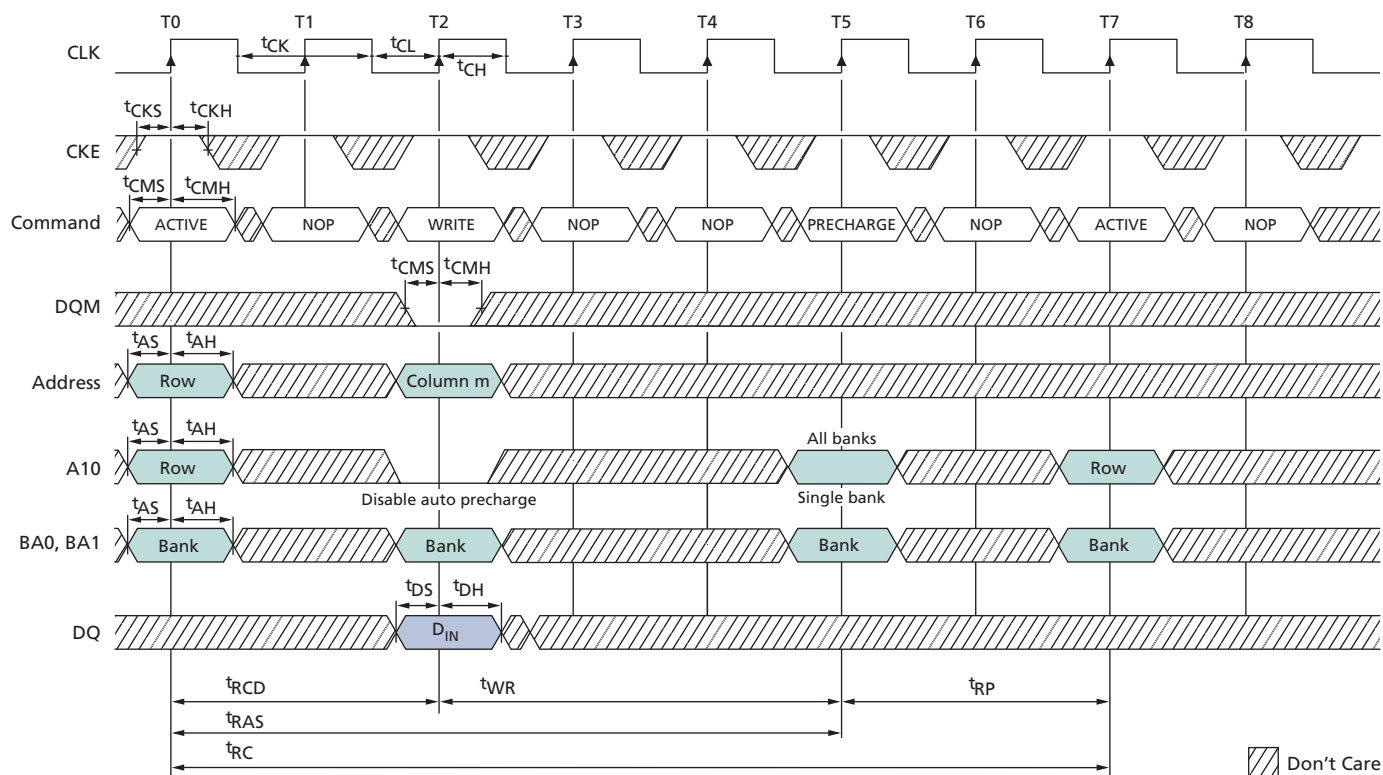 T0 T1 T2 T3 T4 T5 T6 T7 T8
CLK
tCK tCL
tCH
tCKS tCKH
CKE
tCMS tCMH
Command ACTIVE NOP WRITE NOP NOP PRECHARGE NOP ACTIVE NOP
tCMS tCMH
DQM
tAS tAH
Address Row Column m
tAS tAH All banks
A10 Row Row
Disable auto precharge Single bank
tAS tAH
BA0, BA1 Bank Bank Bank Bank
tDS tDH
DQ DIN
tRCD tWR tRP
tRAS
tRC
Don't Care